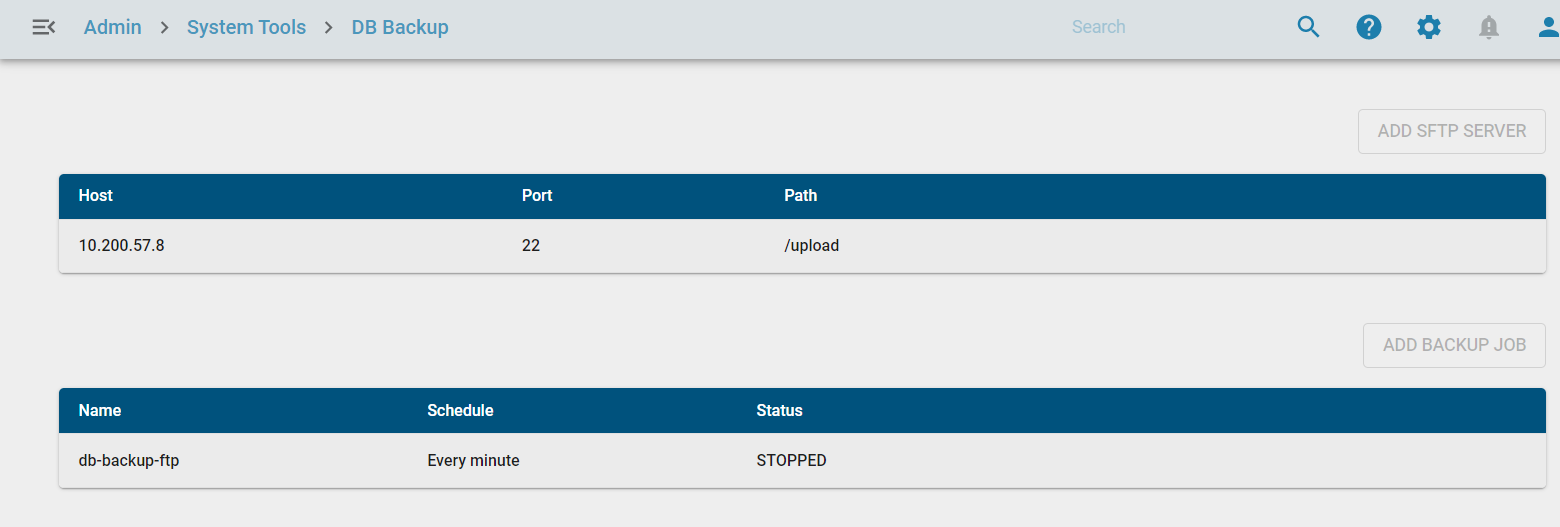 Admin > System Tools > DB Backup Search
ADD SFTP SERVER
Host Port Path
10.200.57.8 22 /upload
ADD BACKUP JOB
Name Schedule Status
db-backup-ftp Every minute STOPPED